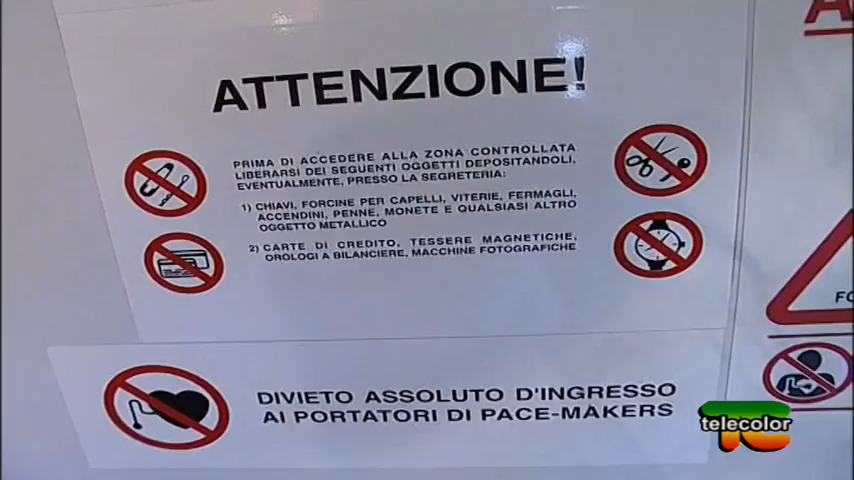 ATTENZIONE!
PRIMA DI ACCEDERE ALLA ZONA CONTROLLATA
LIBERARSI DEI SEGUENTI OGGETTI DEPOSITANDOLI,
EVENTUALMENTE, PRESSO LA SEGRETERIA:
1) CHIAVI, FORCINE PER CAPELLI, VITERIE, FERMAGLI,
ACCENDINI, PENNE, MONETE E QUALSIASI ALTRO
OGGETTO METALLICO
2) CARTE DI CREDITO, TESSERE MAGNETICHE,
OROLOGI A BILANCIERE, MACCHINE FOTOGRAFICHE
DIVIETO ASSOLUTO D'INGRESSO
AI PORTATORI DI PACE-MAKERS
telecolor